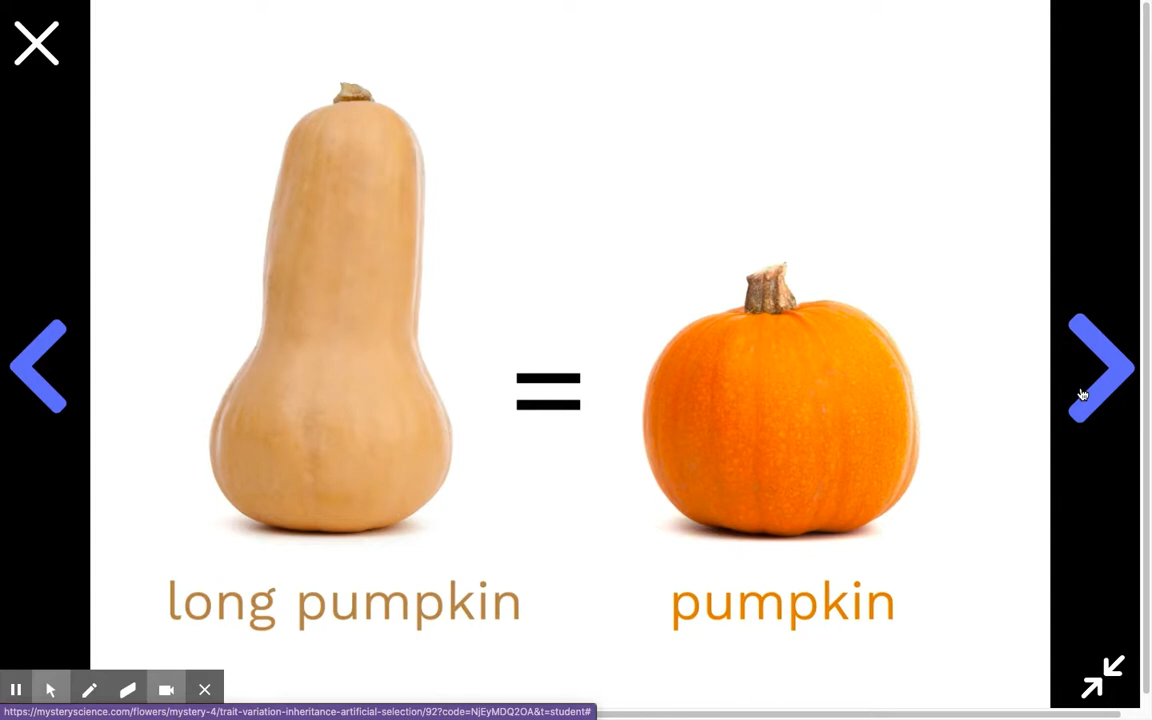 long pumpkin
=
pumpkin
https://mysteryscience.com/flowers/mystery-4/trait-variation-inheritance-artificial-selection/92?code=NjEyMDQ2OA&t=student#